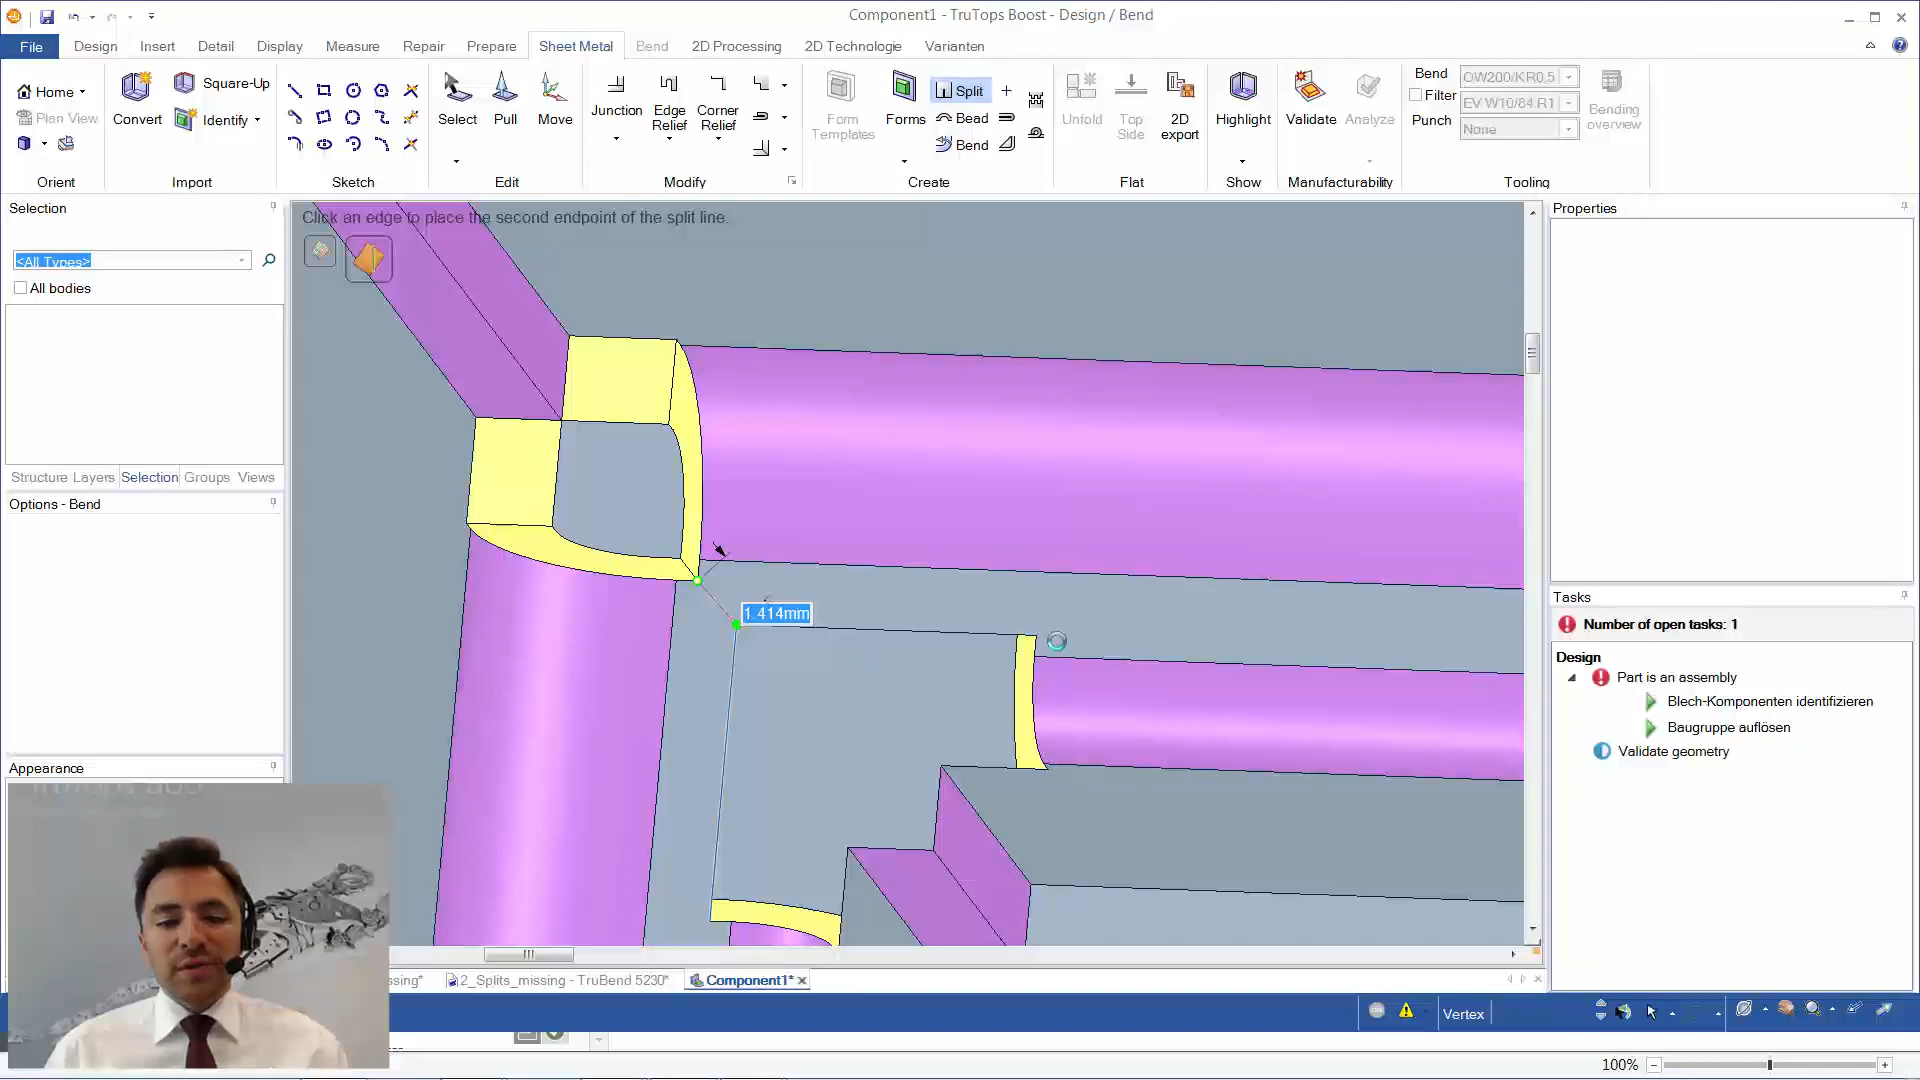 Component1 - TruTops Boost - Design / Bend
File
Design
Insert
Detail
Display
Measure
Repair
Prepare
Sheet Metal
Bend
2D Processing
2D Technologie
Varianten
Home
Plan View
Orient
Convert
Square-Up
Identify
Import
Sketch
Select
Pull
Move
Edit
Junction
Edge Relief
Corner Relief
Modify
Form Templates
Forms
Split
Bead
Bend
Create
Unfold
Top Side
2D export
Flat
Highlight
Show
Validate
Analyze
Manufacturability
Bend
Filter
Punch
OW200/KR0,5
EV W10/84 R1
None
Bending overview
Tooling
Selection
<All Types>
All bodies
Structure
Layers
Selection
Groups
Views
Options - Bend
Appearance
Click an edge to place the second endpoint of the split line.
1.414mm
Properties
Tasks
Number of open tasks: 1
Design
Part is an assembly
Blech-Komponenten identifizieren
Baugruppe auflösen
Validate geometry
2_Splits_missing - TruBend 5230*
Component1*
Vertex
100%